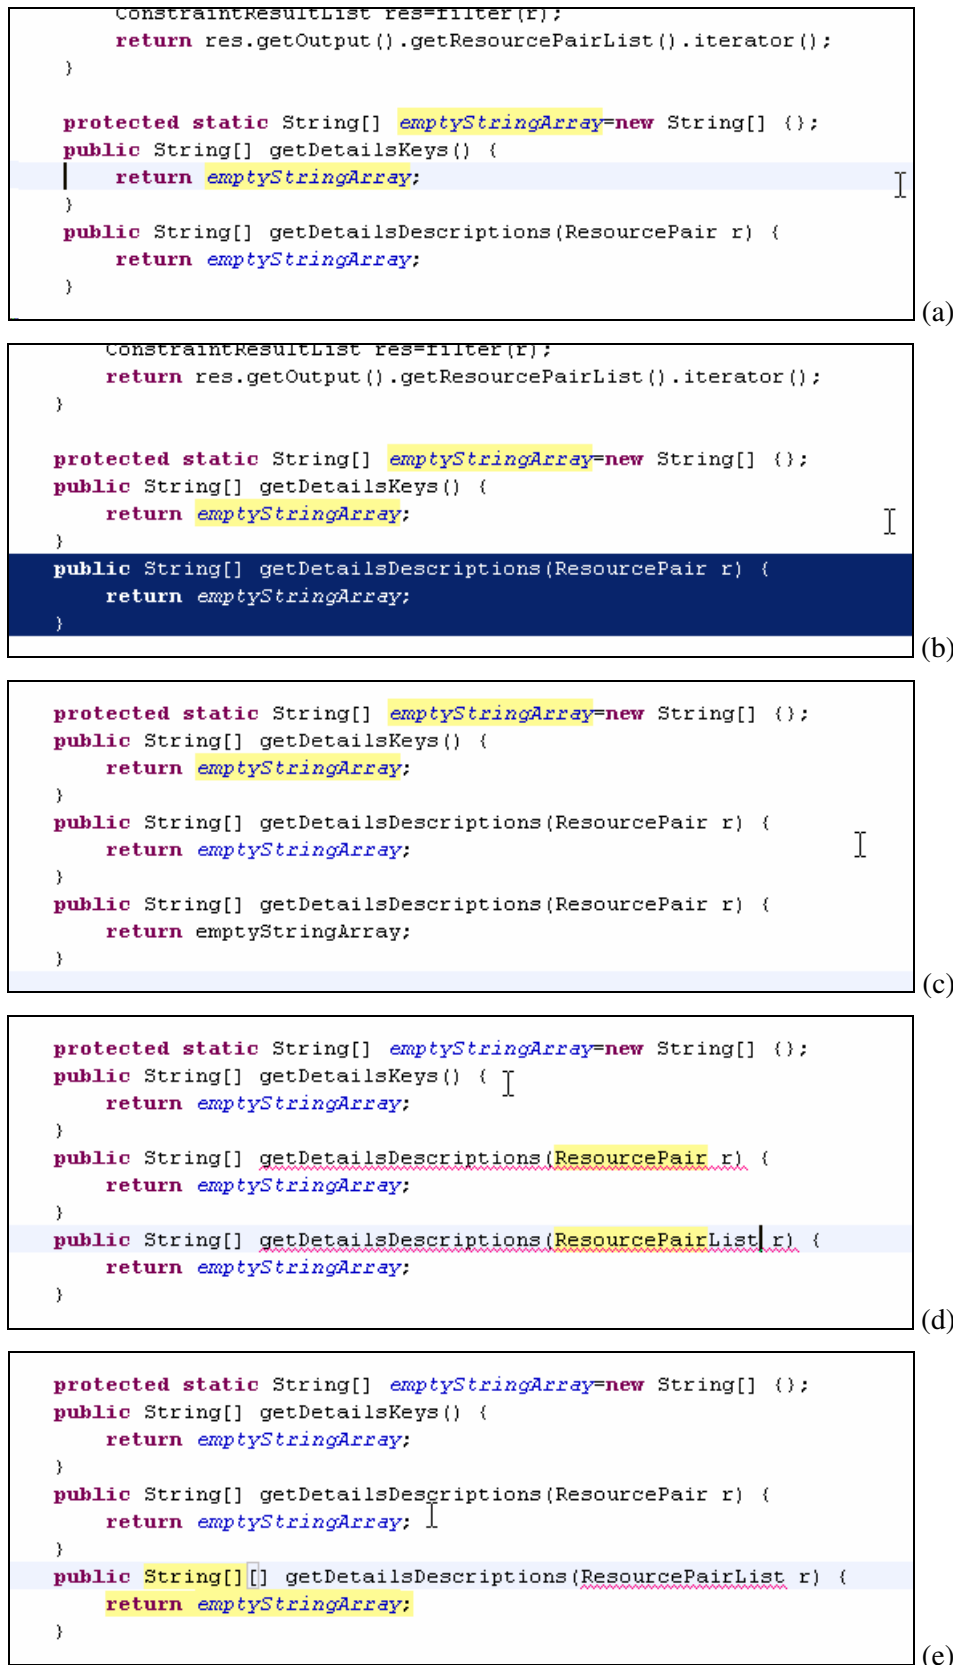 ConstraintResultList res=filter(r);
return res.getOutput().getResourcePairList().iterator();
}
protected static String[] emptyStringArray=new String[] {};
public String[] getDetailsKeys() {
return emptyStringArray;
}
public String[] getDetailsDescriptions(ResourcePair r) {
return emptyStringArray;
}
(a)
ConstraintResultList res=filter(r);
return res.getOutput().getResourcePairList().iterator();
}
protected static String[] emptyStringArray=new String[] {};
public String[] getDetailsKeys() {
return emptyStringArray;
}
public String[] getDetailsDescriptions(ResourcePair r) {
return emptyStringArray;
}
(b)
protected static String[] emptyStringArray=new String[] {};
public String[] getDetailsKeys() {
return emptyStringArray;
}
public String[] getDetailsDescriptions(ResourcePair r) {
return emptyStringArray;
}
public String[] getDetailsDescriptions(ResourcePair r) {
return emptyStringArray;
}
(c)
protected static String[] emptyStringArray=new String[] {};
public String[] getDetailsKeys() {
return emptyStringArray;
}
public String[] getDetailsDescriptions(ResourcePair r) {
return emptyStringArray;
}
public String[] getDetailsDescriptions(ResourcePairList r) {
return emptyStringArray;
}
(d)
protected static String[] emptyStringArray=new String[] {};
public String[] getDetailsKeys() {
return emptyStringArray;
}
public String[] getDetailsDescriptions(ResourcePair r) {
return emptyStringArray;
}
public String[][] getDetailsDescriptions(ResourcePairList r) {
return emptyStringArray;
}
(e)